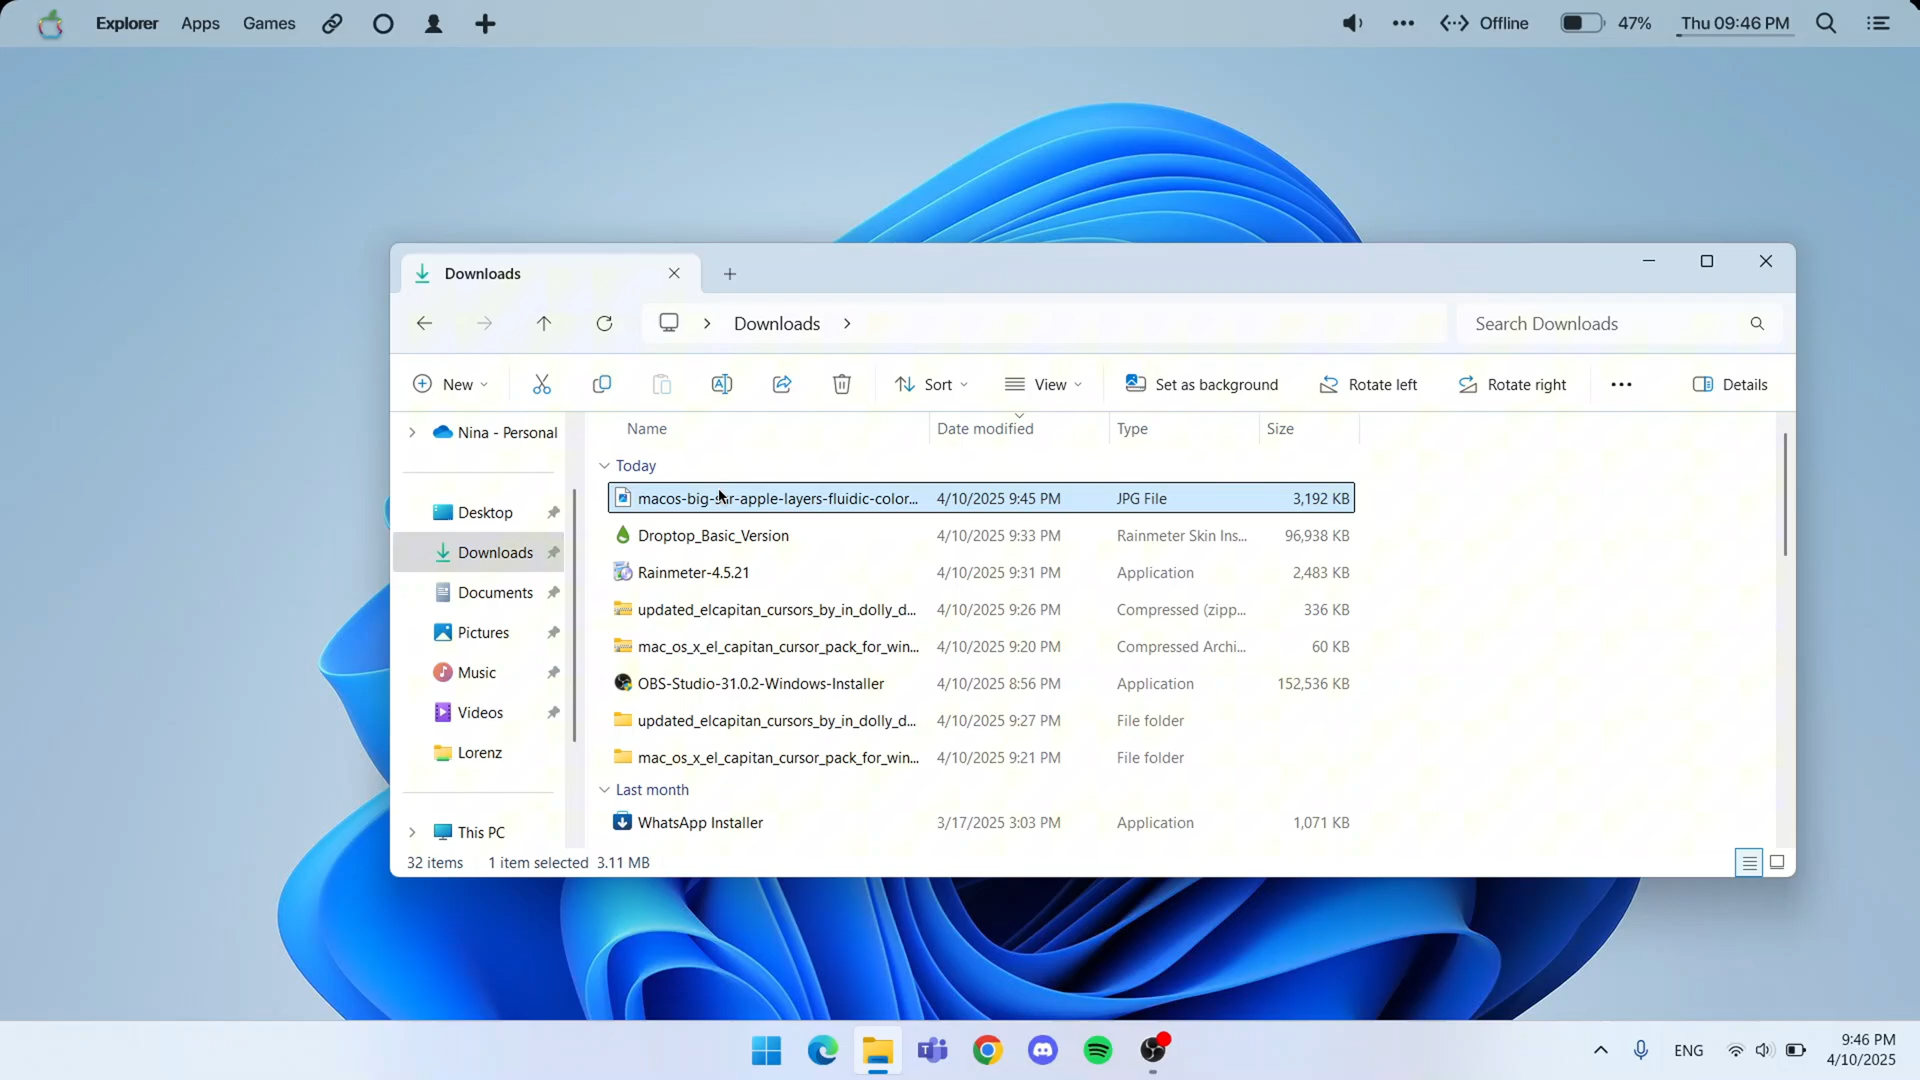 Explorer Apps Games Offline 47% Thu 09:46 PM
Downloads
Downloads Search Downloads
New Sort View Set as background Rotate left Rotate right Details
Nina - Personal
Desktop
Downloads
Documents
Pictures
Music
Videos
Lorenz
This PC
Name Date modified Type Size
Today
macos-big-sur-apple-layers-fluidic-color... 4/10/2025 9:45 PM JPG File 3,192 KB
Droptop_Basic_Version 4/10/2025 9:33 PM Rainmeter Skin Ins... 96,938 KB
Rainmeter-4.5.21 4/10/2025 9:31 PM Application 2,483 KB
updated_elcapitan_cursors_by_in_dolly_d... 4/10/2025 9:26 PM Compressed (zipp... 336 KB
mac_os_x_el_capitan_cursor_pack_for_win... 4/10/2025 9:20 PM Compressed Archi... 60 KB
OBS-Studio-31.0.2-Windows-Installer 4/10/2025 8:56 PM Application 152,536 KB
updated_elcapitan_cursors_by_in_dolly_d... 4/10/2025 9:27 PM File folder
mac_os_x_el_capitan_cursor_pack_for_win... 4/10/2025 9:21 PM File folder
Last month
WhatsApp Installer 3/17/2025 3:03 PM Application 1,071 KB
32 items 1 item selected 3.11 MB
ENG
9:46 PM
4/10/2025